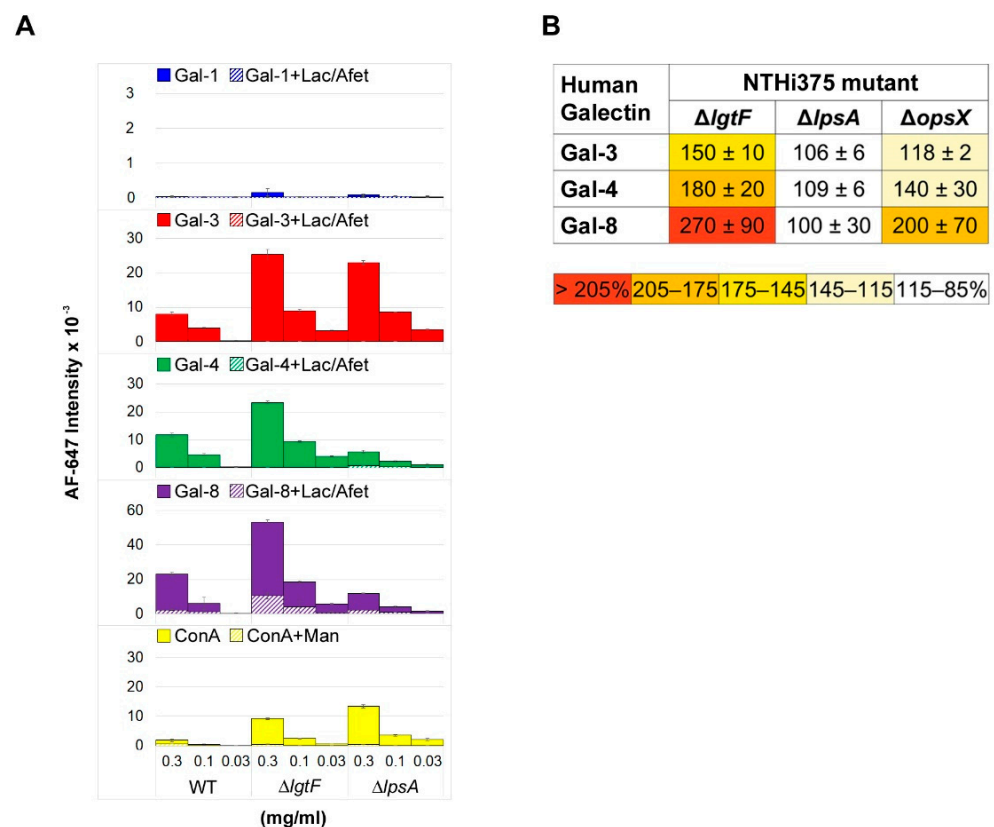 A
B
Gal-1 Gal-1+Lac/Afet
3
2
1
0
Gal-3 Gal-3+Lac/Afet
30
20
10
0
Gal-4 Gal-4+Lac/Afet
30
20
10
0
Gal-8 Gal-8+Lac/Afet
60
40
20
0
ConA ConA+Man
30
20
10
0
AF-647 Intensity x 10⁻³
0.3 0.1 0.03 0.3 0.1 0.03 0.3 0.1 0.03
WT ΔlgtF ΔlpsA
(mg/ml)
Human Galectin NTHi375 mutant
ΔlgtF ΔlpsA ΔopsX
Gal-3 150 ± 10 106 ± 6 118 ± 2
Gal-4 180 ± 20 109 ± 6 140 ± 30
Gal-8 270 ± 90 100 ± 30 200 ± 70
> 205% 205–175 175–145 145–115 115–85%